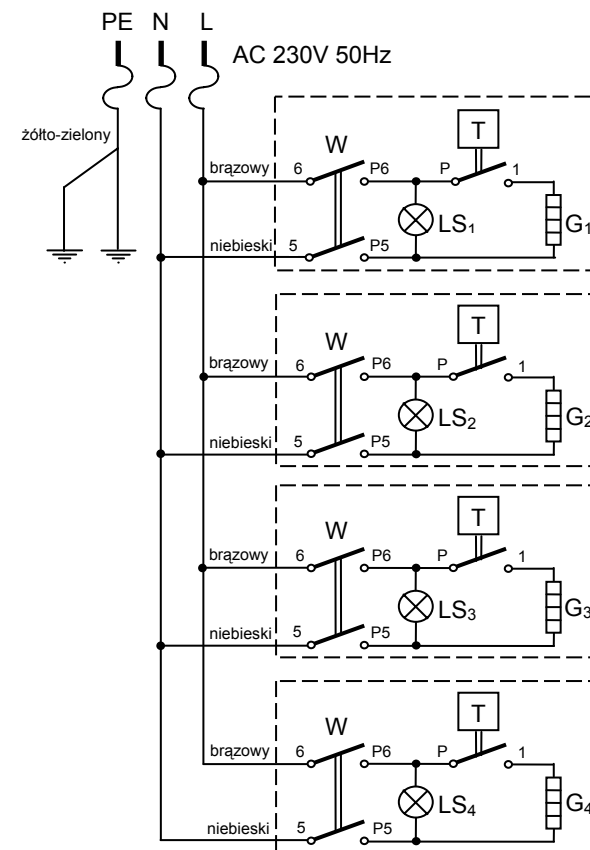 PE N L
AC 230V 50Hz
żółto-zielony
T
W
brązowy 6 P6 P 1
LS1 G1
niebieski 5 P5
T
W
brązowy 6 P6 P 1
LS2 G2
niebieski 5 P5
T
W
brązowy 6 P6 P 1
LS3 G3
niebieski 5 P5
T
W
brązowy 6 P6 P 1
LS4 G4
niebieski 5 P5